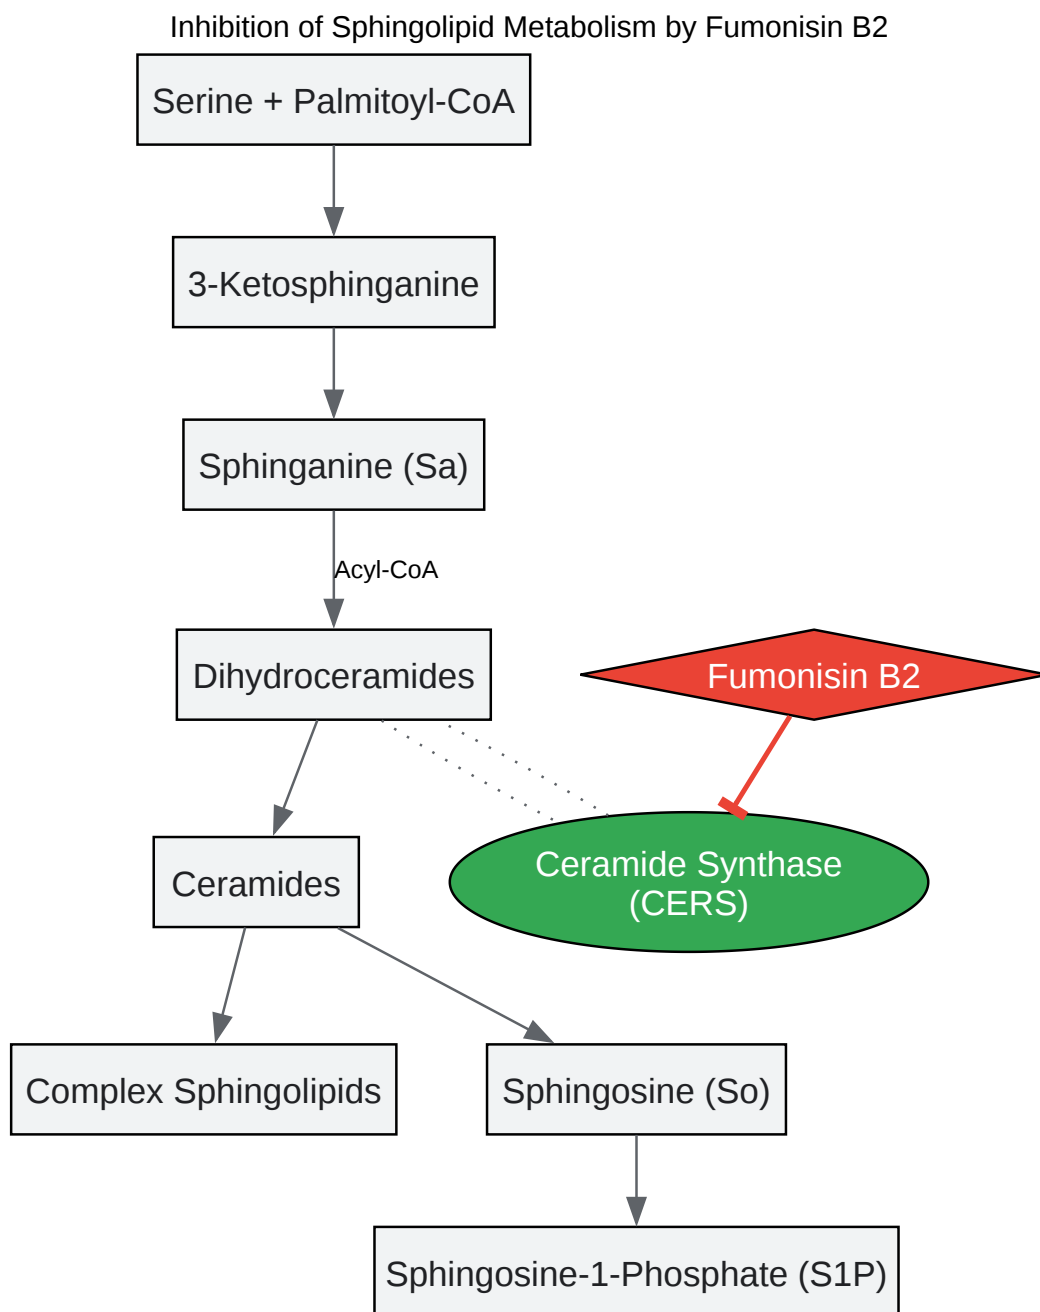 Inhibition of Sphingolipid Metabolism by Fumonisin B2
Serine + Palmitoyl-CoA
3-Ketosphinganine
Sphinganine (Sa)
Acyl-CoA
Dihydroceramides
Fumonisin B2
Ceramide Synthase
(CERS)
Ceramides
Complex Sphingolipids
Sphingosine (So)
Sphingosine-1-Phosphate (S1P)